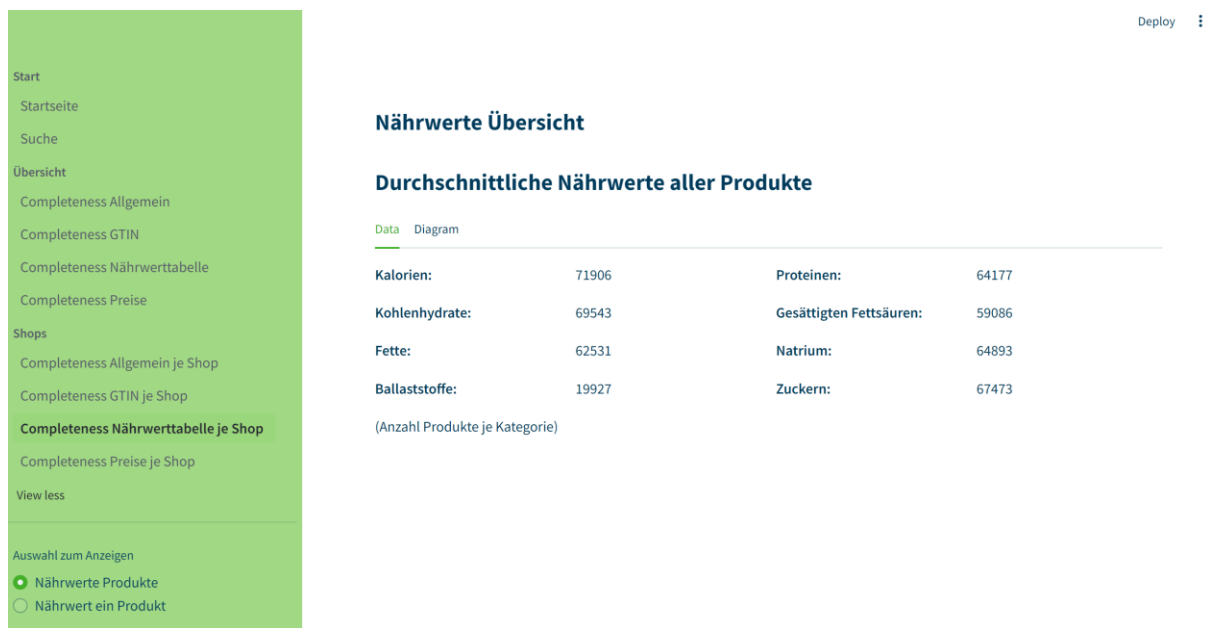 Deploy
Start
Startseite
Suche
Übersicht
Completeness Allgemein
Completeness GTIN
Completeness Nährwerttabelle
Completeness Preise
Shops
Completeness Allgemein je Shop
Completeness GTIN je Shop
Completeness Nährwerttabelle je Shop
Completeness Preise je Shop
View less
Auswahl zum Anzeigen
Nährwerte Produkte
Nährwert ein Produkt
Nährwerte Übersicht
Durchschnittliche Nährwerte aller Produkte
Data Diagram
Kalorien: 71906 Proteinen: 64177
Kohlenhydrate: 69543 Gesättigten Fettsäuren: 59086
Fette: 62531 Natrium: 64893
Ballaststoffe: 19927 Zuckern: 67473
(Anzahl Produkte je Kategorie)